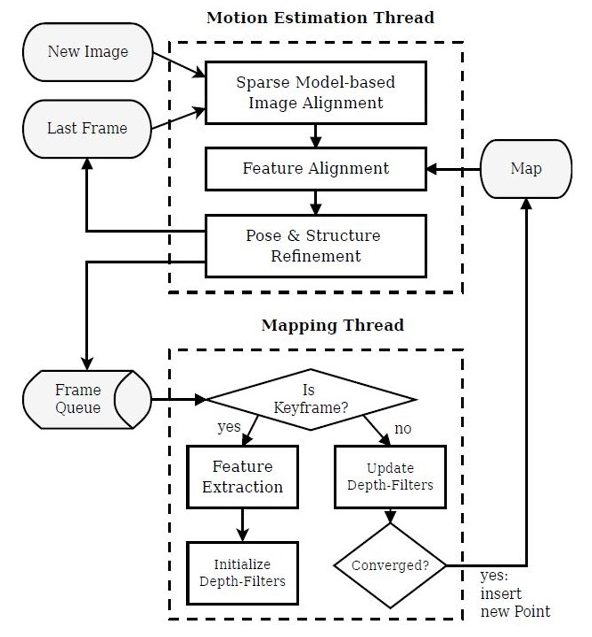 Motion Estimation Thread
New Image
Last Frame
Sparse Model-based
Image Alignment
Feature Alignment
Map
Pose & Structure
Refinement
Mapping Thread
Frame
Queue
Is
Keyframe?
yes
no
Feature
Extraction
Update
Depth-Filters
Initialize
Depth-Filters
Converged?
yes:
insert
new Point